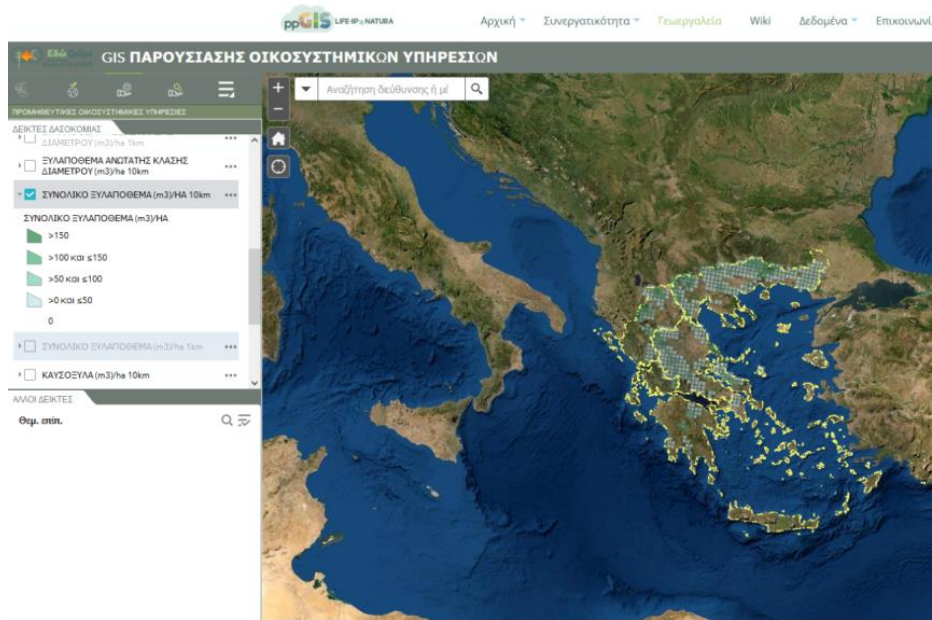 ppGIS LIFE-IP 4 NATURA
Αρχική Συνεργατικότητα Γεωεργαλεία Wiki Δεδομένα Επικοινωνί
Εδώ
GIS ΠΑΡΟΥΣΙΑΣΗΣ ΟΙΚΟΣΥΣΤΗΜΙΚΩΝ ΥΠΗΡΕΣΙΩΝ
ΠΡΟΜΗΘΕΥΤΙΚΕΣ ΟΙΚΟΣΥΣΤΗΜΙΚΕΣ ΥΠΗΡΕΣΙΕΣ
Αναζήτηση διεύθυνσης ή μέ
ΔΕΙΚΤΕΣ ΔΑΣΟΚΟΜΙΑΣ
ΔΙΑΜΕΤΡΟΥ (m3)/ha 1km
ΞΥΛΑΠΟΘΕΜΑ ΑΝΩΤΑΤΗΣ ΚΛΑΣΗΣ
ΔΙΑΜΕΤΡΟΥ (m3)/ha 10km
ΣΥΝΟΛΙΚΟ ΞΥΛΑΠΟΘΕΜΑ (m3)/HA 10km
ΣΥΝΟΛΙΚΟ ΞΥΛΑΠΟΘΕΜΑ (m3)/HA
>150
>100 και ≤150
>50 και ≤100
>0 και ≤50
0
ΣΥΝΟΛΙΚΟ ΞΥΛΑΠΟΘΕΜΑ (m3)/ha 1km
ΚΑΥΣΟΞΥΛΑ (m3)/ha 10km
ΑΛΛΟΙ ΔΕΙΚΤΕΣ
Θεμ. επίπ.